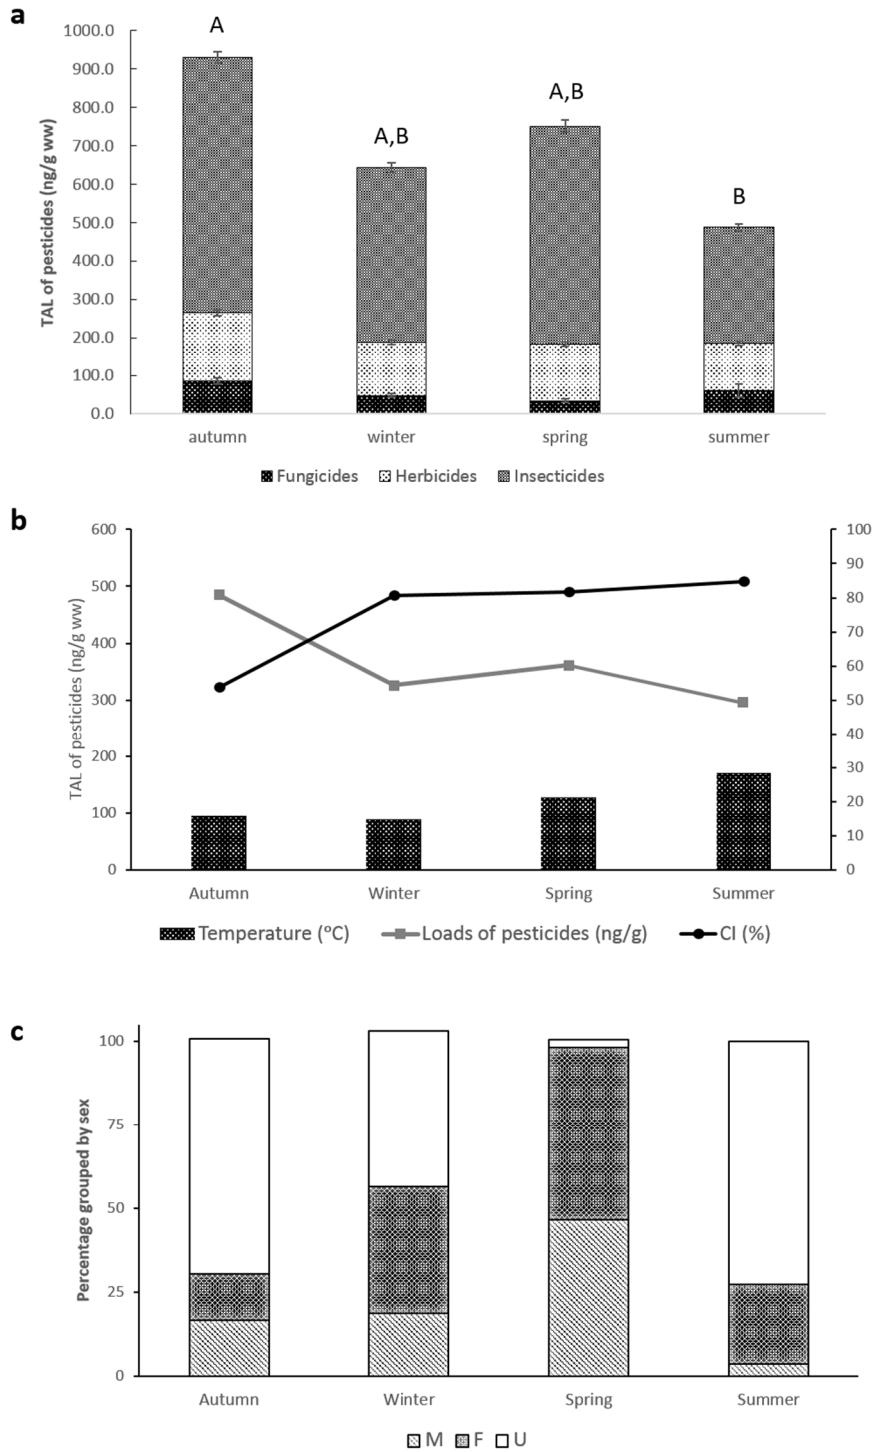 a
1000.0
900.0
800.0
700.0
600.0
500.0
400.0
300.0
200.0
100.0
0.0
TAL of pesticides (ng/g ww)
A
A,B
A,B
B
autumn winter spring summer
Fungicides Herbicides Insecticides
b
600
500
400
300
200
100
0
TAL of pesticides (ng/g ww)
100
90
80
70
60
50
40
30
20
10
0
Autumn Winter Spring Summer
Temperature (°C) Loads of pesticides (ng/g) CI (%)
c
100
75
50
25
0
Percentage grouped by sex
Autumn Winter Spring Summer
M F U